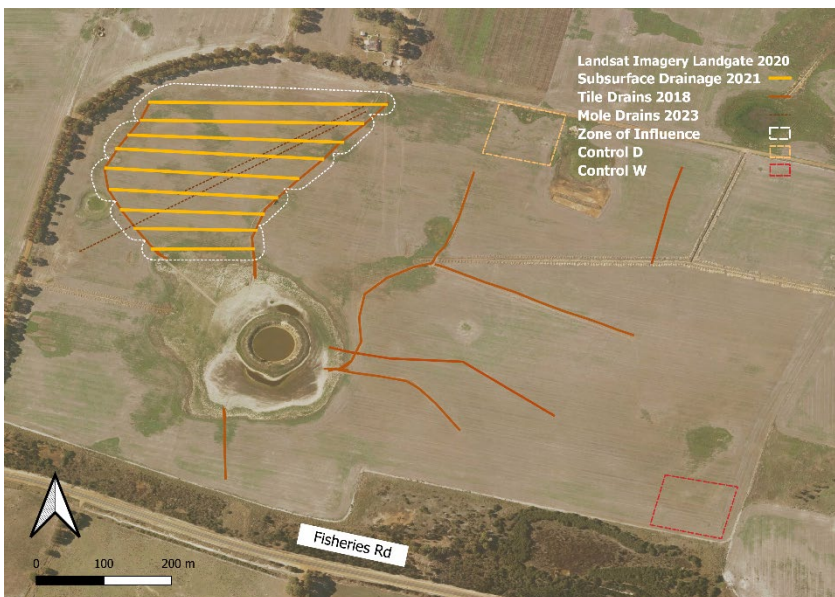 Landsat Imagery Landgate 2020
Subsurface Drainage 2021
Tile Drains 2018
Mole Drains 2023
Zone of Influence
Control D
Control W
Fisheries Rd
0 100 200 m